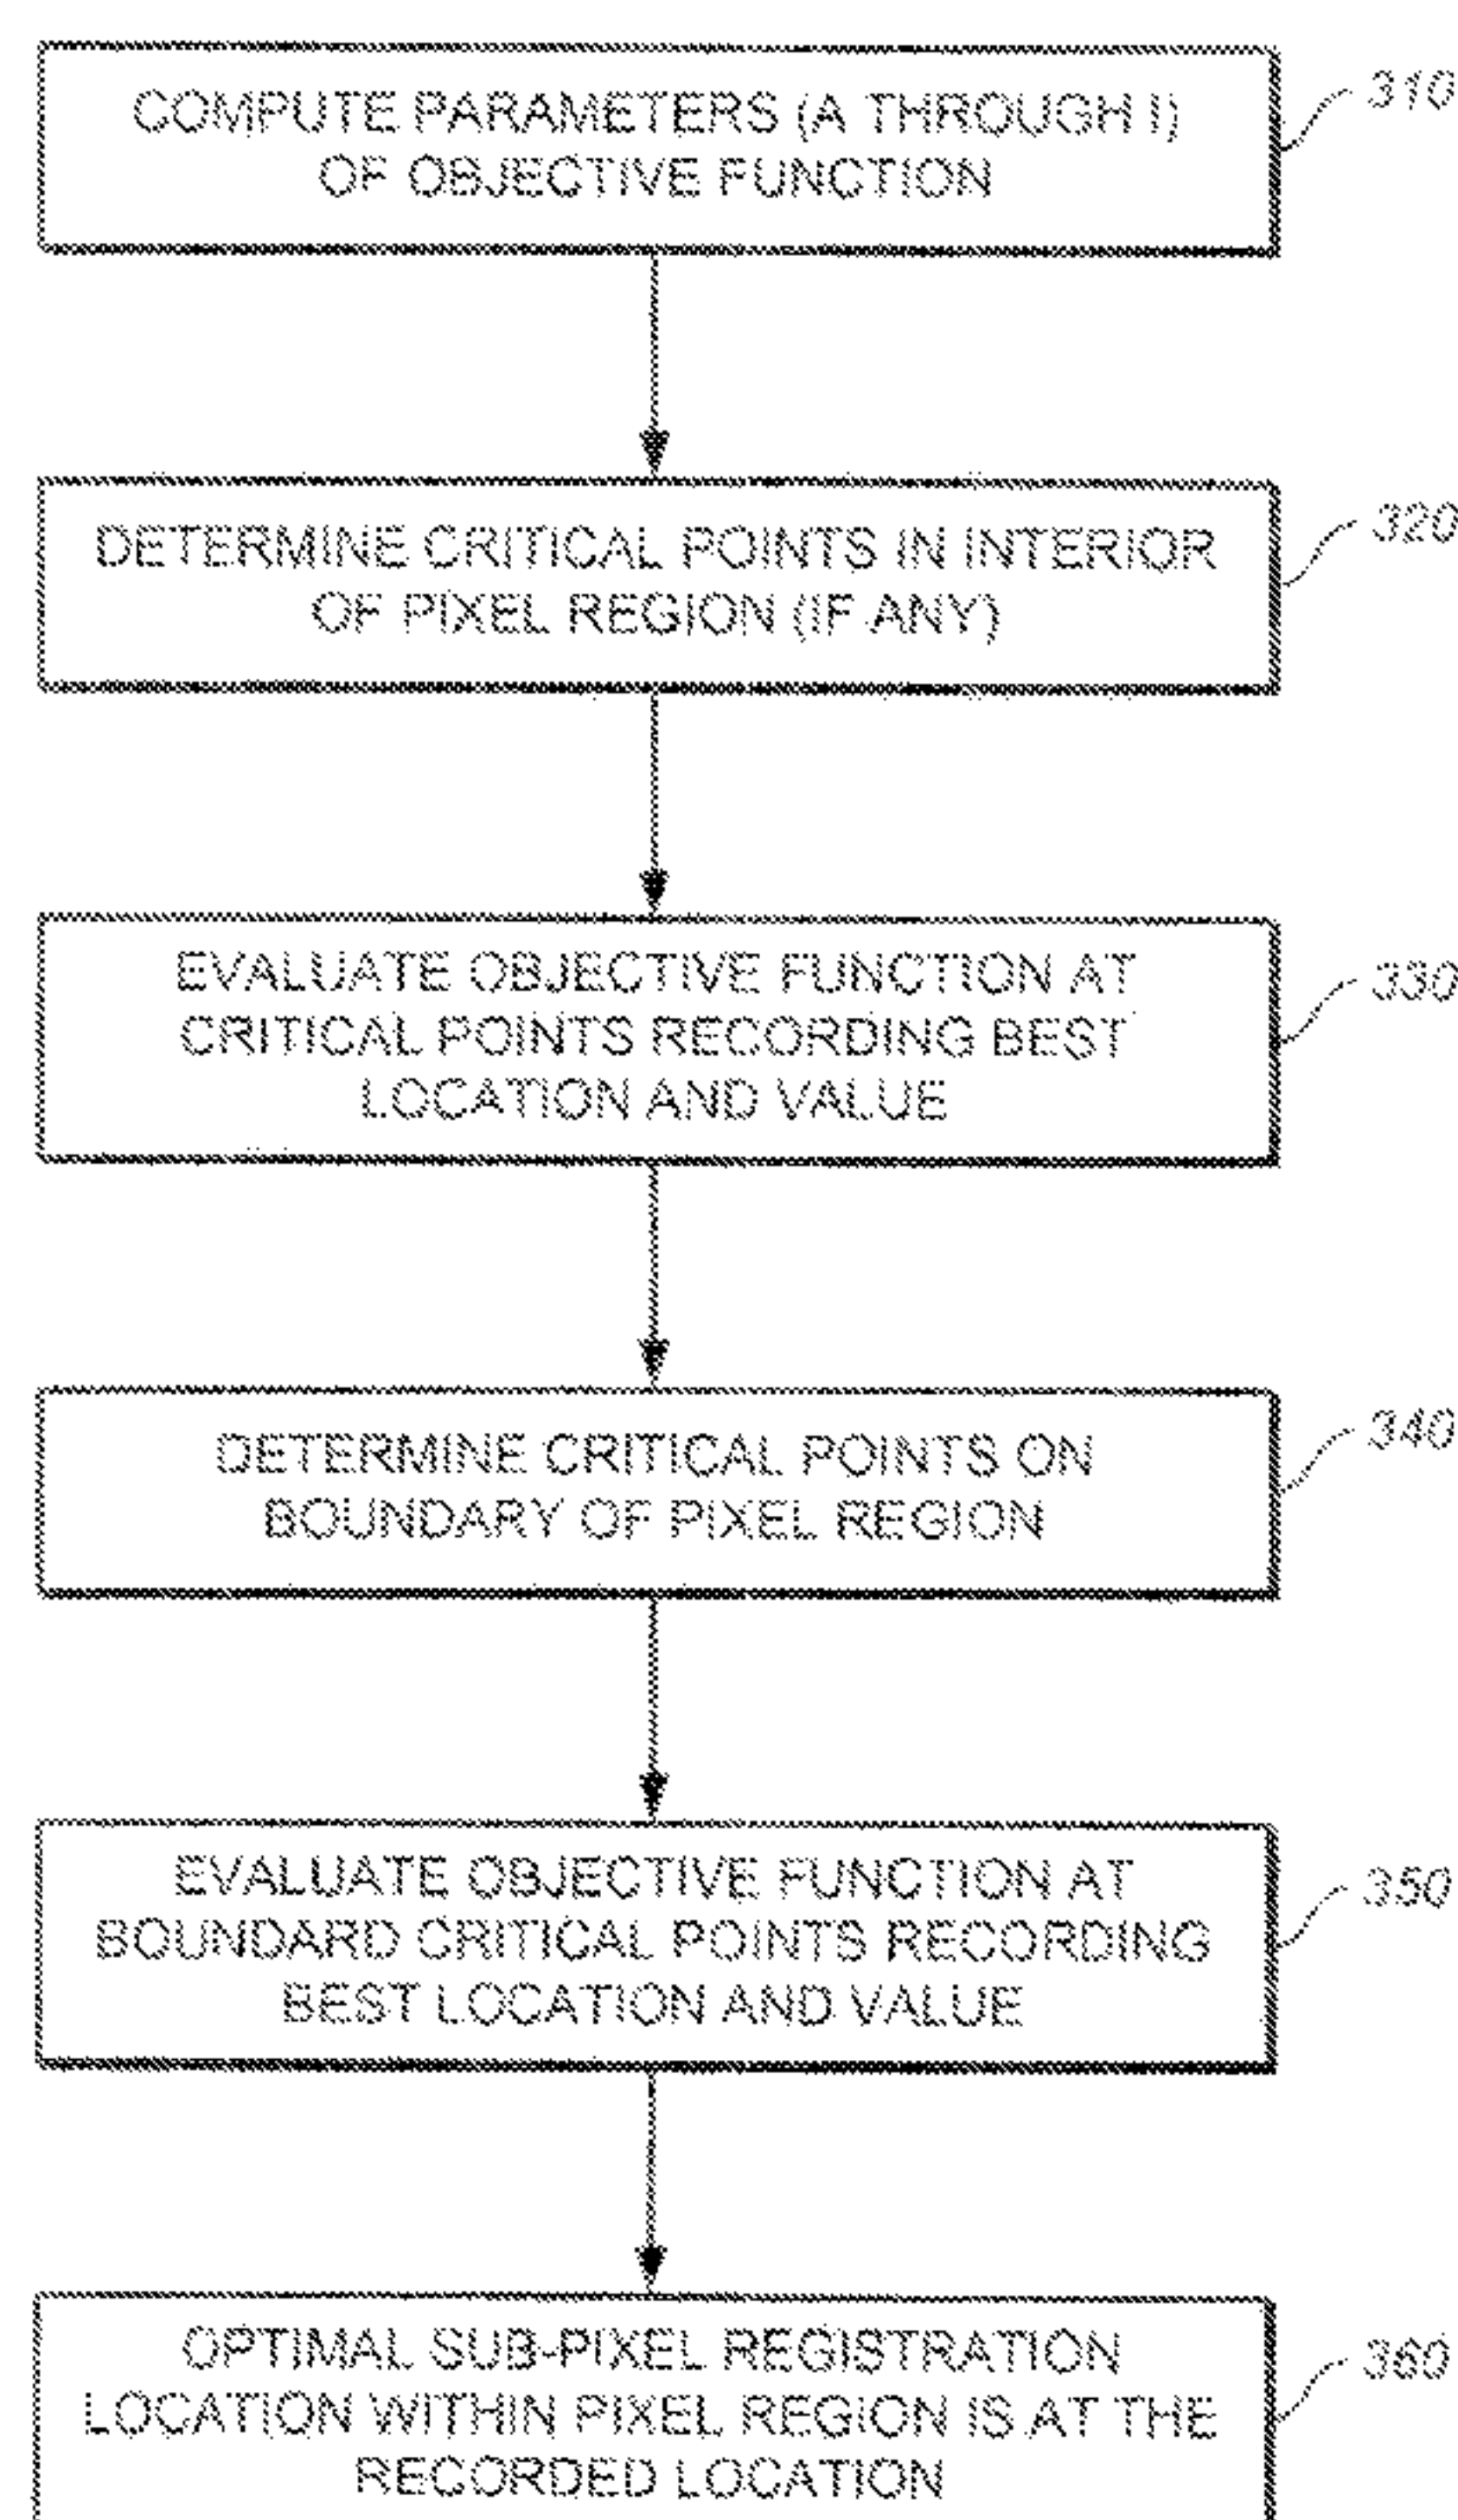 COMPUTE PARAMETERS (A THROUGH I)
OF OBJECTIVE FUNCTION
310
DETERMINE CRITICAL POINTS IN INTERIOR
OF PIXEL REGION (IF ANY)
320
EVALUATE OBJECTIVE FUNCTION AT
CRITICAL POINTS RECORDING BEST
LOCATION AND VALUE
330
DETERMINE CRITICAL POINTS ON
BOUNDARY OF PIXEL REGION
340
EVALUATE OBJECTIVE FUNCTION AT
BOUNDARD CRITICAL POINTS RECORDING
BEST LOCATION AND VALUE
350
OPTIMAL SUB-PIXEL REGISTRATION
LOCATION WITHIN PIXEL REGION IS AT THE
RECORDED LOCATION
360